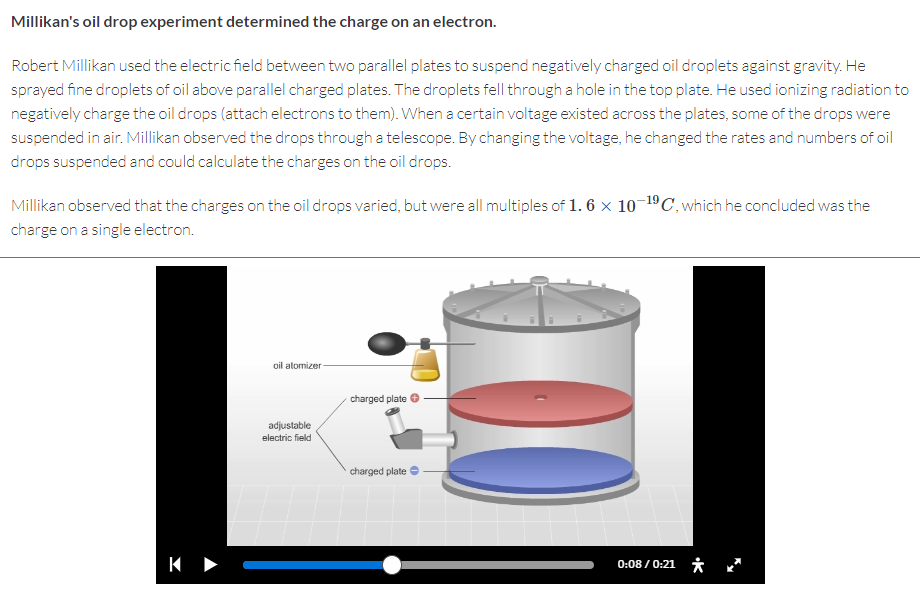 Millikan's oil drop experiment determined the charge on an electron.
Robert Millikan used the electric field between two parallel plates to suspend negatively charged oil droplets against gravity. He
sprayed fine droplets of oil above parallel charged plates. The droplets fell through a hole in the top plate. He used ionizing radiation to
negatively charge the oil drops (attach electrons to them). When a certain voltage existed across the plates, some of the drops were
suspended in air. Millikan observed the drops through a telescope. By changing the voltage, he changed the rates and numbers of oil
drops suspended and could calculate the charges on the oil drops.
Millikan observed that the charges on the oil drops varied, but were all multiples of 1. 6 × 10⁻¹⁹C, which he concluded was the
charge on a single electron.
oil atomizer
charged plate +
adjustable
electric field
charged plate −
0:08 / 0:21